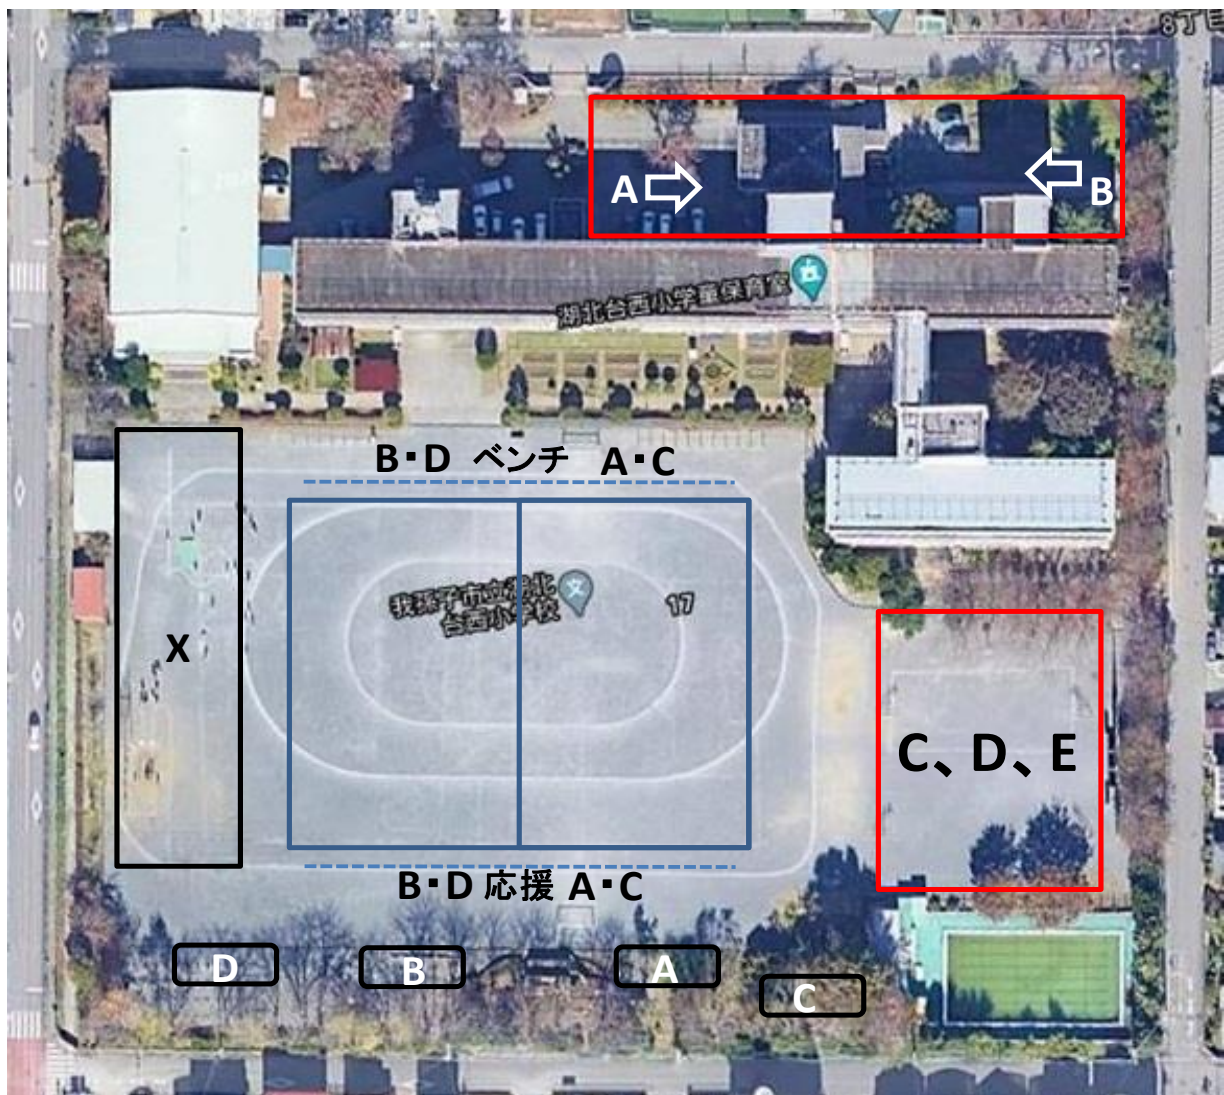 8丁目
A
B
湖北台西小学童保育室
B・D ベンチ A・C
我孫子市立湖北
台西小学校
17
X
C、D、E
B・D 応援 A・C
D
B
A
C